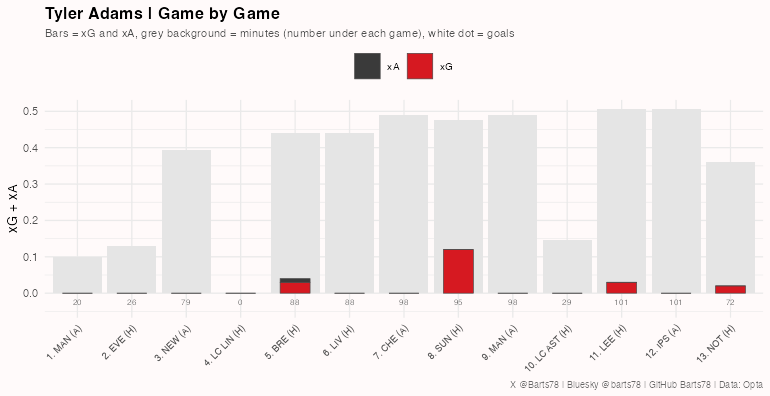 Tyler Adams | Game by Game
Bars = xG and xA, grey background = minutes (number under each game), white dot = goals
xA
xG
xG + xA
0.5
0.4
0.3
0.2
0.1
0.0
20 26 79 0 88 88 98 95 98 29 101 101 72
1. MAN (A)
2. EVE (H)
3. NEW (A)
4. LC LIN (H)
5. BRE (H)
6. LIV (H)
7. CHE (A)
8. SUN (H)
9. MAN (A)
10. LC AST (H)
11. LEE (H)
12. IPS (A)
13. NOT (H)
X @Barts78 | Bluesky @barts78 | GitHub Barts78 | Data: Opta